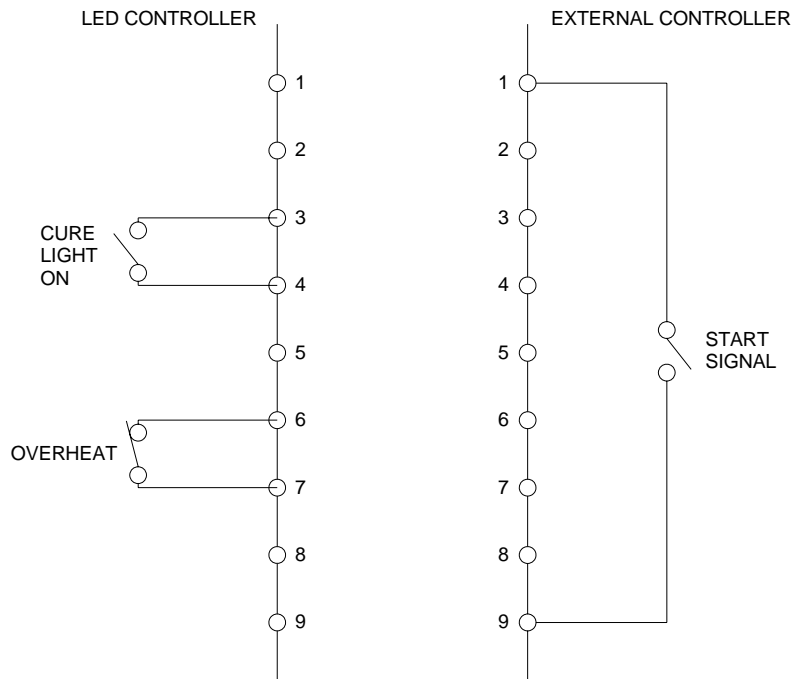 LED CONTROLLER
EXTERNAL CONTROLLER
1
2
3
4
5
6
7
8
9
CURE
LIGHT
ON
OVERHEAT
1
2
3
4
5
6
7
8
9
START
SIGNAL